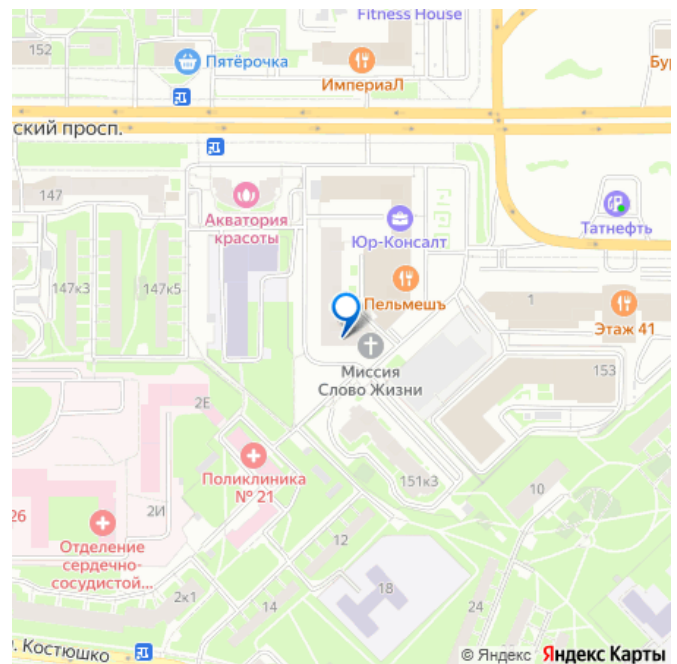 Fitness House
152
Пятёрочка
ИмпериаЛ
Бур
ский просп.
147
Акватория
красоты
Юр-Консалт
Татнефть
147к3
147к5
Пельмешъ
1
Этаж 41
Миссия
Слово Жизни
153
2Е
Поликлиника
№ 21
151к3
10
26
2И
Отделение
сердечно-
сосудистой...
12
18
2к1
14
24
. Костюшко
© Яндекс Яндекс Карты